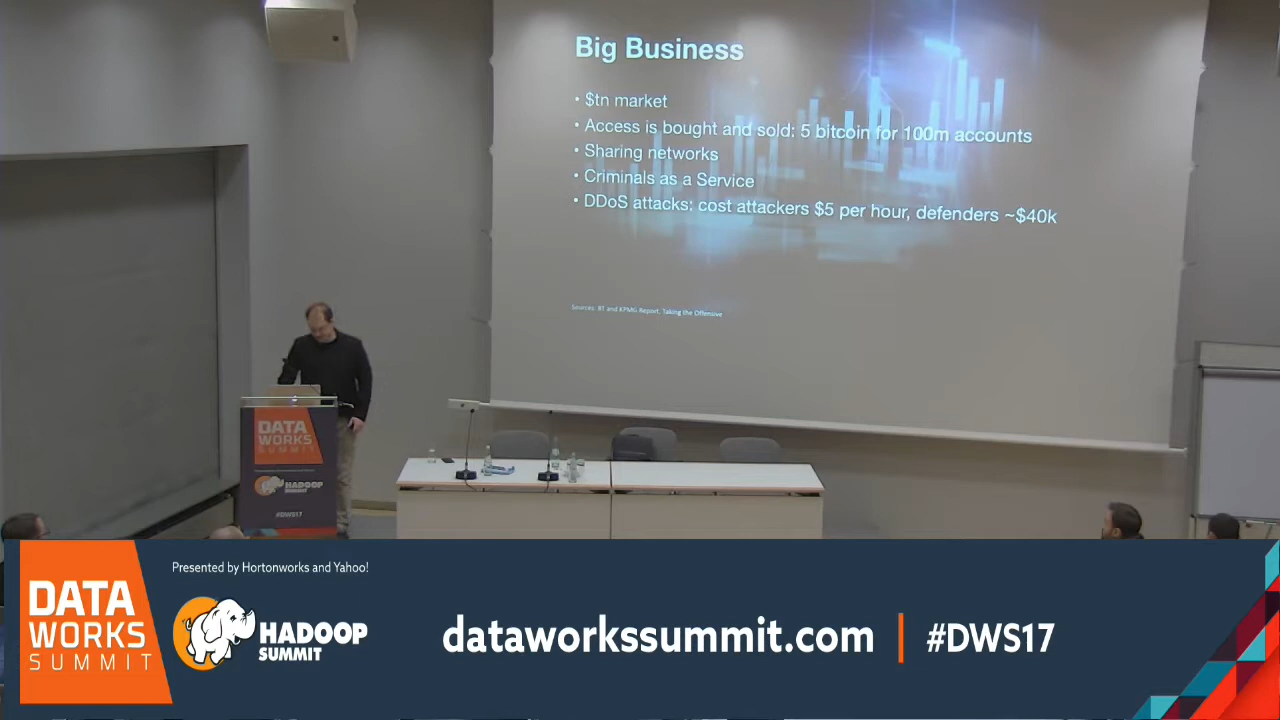 Big Business
• $tn market
• Access is bought and sold: 5 bitcoin for 100m accounts
• Sharing networks
• Criminals as a Service
• DDoS attacks: cost attackers $5 per hour, defenders ~$40k
Sources: BT and KPMG Report, Taking the Offensive
DATA
WORKS
SUMMIT
HADOOP
SUMMIT
#DWS17
Presented by Hortonworks and Yahoo!
DATA
WORKS
SUMMIT
HADOOP
SUMMIT
dataworkssummit.com | #DWS17